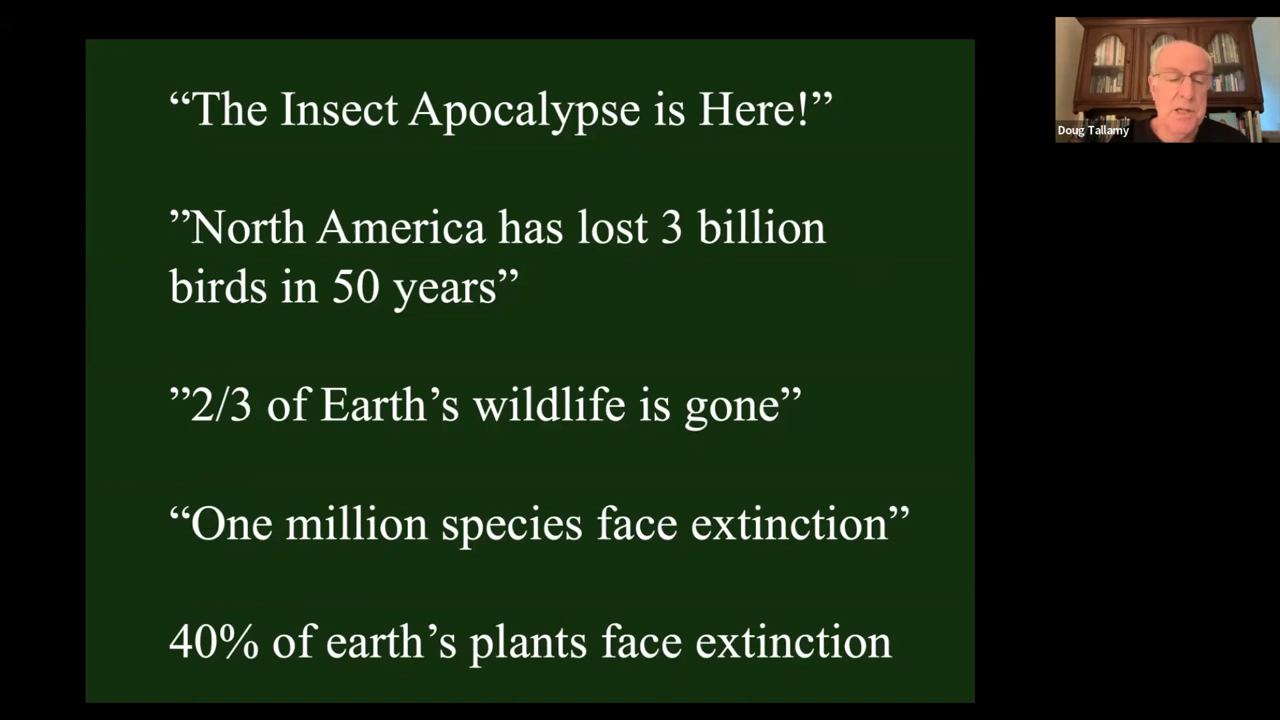 “The Insect Apocalypse is Here!”
”North America has lost 3 billion
birds in 50 years”
”2/3 of Earth’s wildlife is gone”
“One million species face extinction”
40% of earth’s plants face extinction
Doug Tallamy